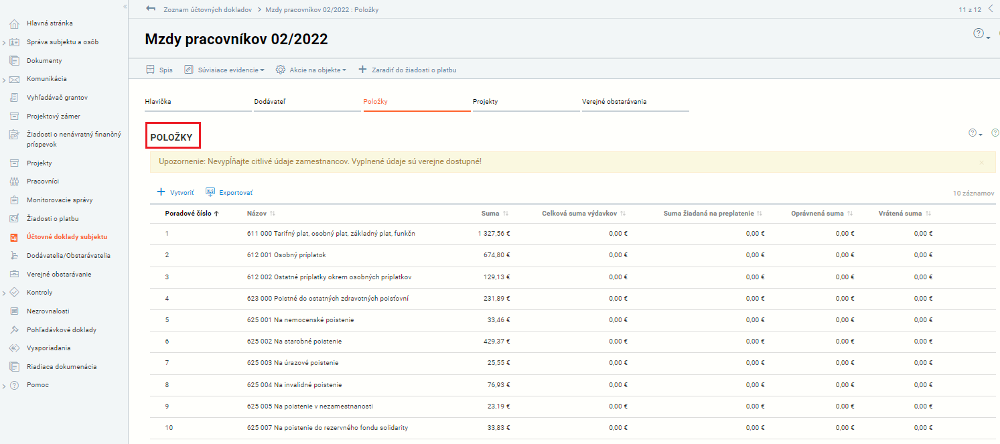 Zoznam účtovných dokladov > Mzdy pracovníkov 02/2022 : Položky
11 z 12
Mzdy pracovníkov 02/2022
Spis Súvisiace evidencie Akcie na objekte Zaradiť do žiadosti o platbu
Hlavná stránka
Správa subjektu a osôb
Dokumenty
Komunikácia
Vyhľadávač grantov
Projektový zámer
Žiadosti o nenávratný finančný
príspevok
Projekty
Pracovníci
Monitorovacie správy
Žiadosti o platbu
Účtovné doklady subjektu
Dodávatelia/Obstarávatelia
Verejné obstarávanie
Kontroly
Nezrovnalosti
Pohľadávkové doklady
Vysporiadania
Riadiaca dokumenácia
Pomoc
Hlavička Dodávateľ Položky Projekty Verejné obstarávania
POLOŽKY
Upozornenie: Nevypĺňajte citlivé údaje zamestnancov. Vyplnené údaje sú verejne dostupné!
Vytvoriť XLS Exportovať
10 záznamov
Poradové číslo Názov Suma Celková suma výdavkov Suma žiadaná na preplatenie Oprávnená suma Vrátená suma
1 611 000 Tarifný plat, osobný plat, základný plat, funkčn 1 327,56 € 0,00 € 0,00 € 0,00 € 0,00 €
2 612 001 Osobný príplatok 674,80 € 0,00 € 0,00 € 0,00 € 0,00 €
3 612 002 Ostatné príplatky okrem osobných príplatkov 129,13 € 0,00 € 0,00 € 0,00 € 0,00 €
4 623 000 Poistné do ostatných zdravotných poisťovní 231,89 € 0,00 € 0,00 € 0,00 € 0,00 €
5 625 001 Na nemocenské poistenie 33,46 € 0,00 € 0,00 € 0,00 € 0,00 €
6 625 002 Na starobné poistenie 429,37 € 0,00 € 0,00 € 0,00 € 0,00 €
7 625 003 Na úrazové poistenie 25,55 € 0,00 € 0,00 € 0,00 € 0,00 €
8 625 004 Na invalidné poistenie 76,93 € 0,00 € 0,00 € 0,00 € 0,00 €
9 625 005 Na poistenie v nezamestnanosti 23,19 € 0,00 € 0,00 € 0,00 € 0,00 €
10 625 007 Na poistenie do rezervného fondu solidarity 33,83 € 0,00 € 0,00 € 0,00 € 0,00 €